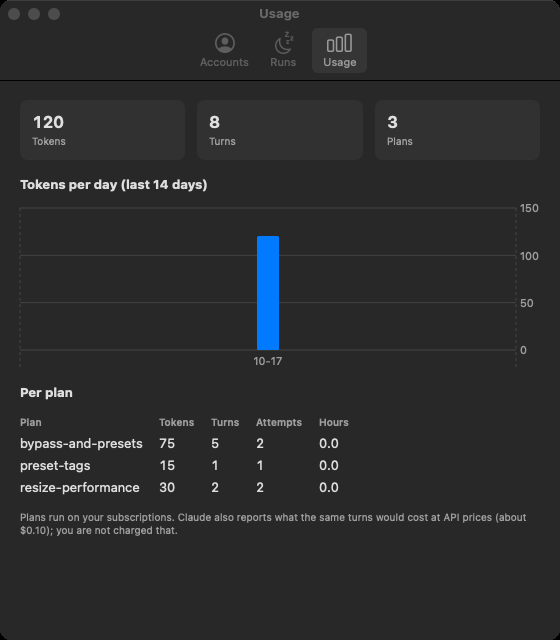 Usage
Accounts
Runs
Usage
120
Tokens
8
Turns
3
Plans
Tokens per day (last 14 days)
150
100
50
0
10-17
Per plan
Plan Tokens Turns Attempts Hours
bypass-and-presets 75 5 2 0.0
preset-tags 15 1 1 0.0
resize-performance 30 2 2 0.0
Plans run on your subscriptions. Claude also reports what the same turns would cost at API prices (about
$0.10); you are not charged that.